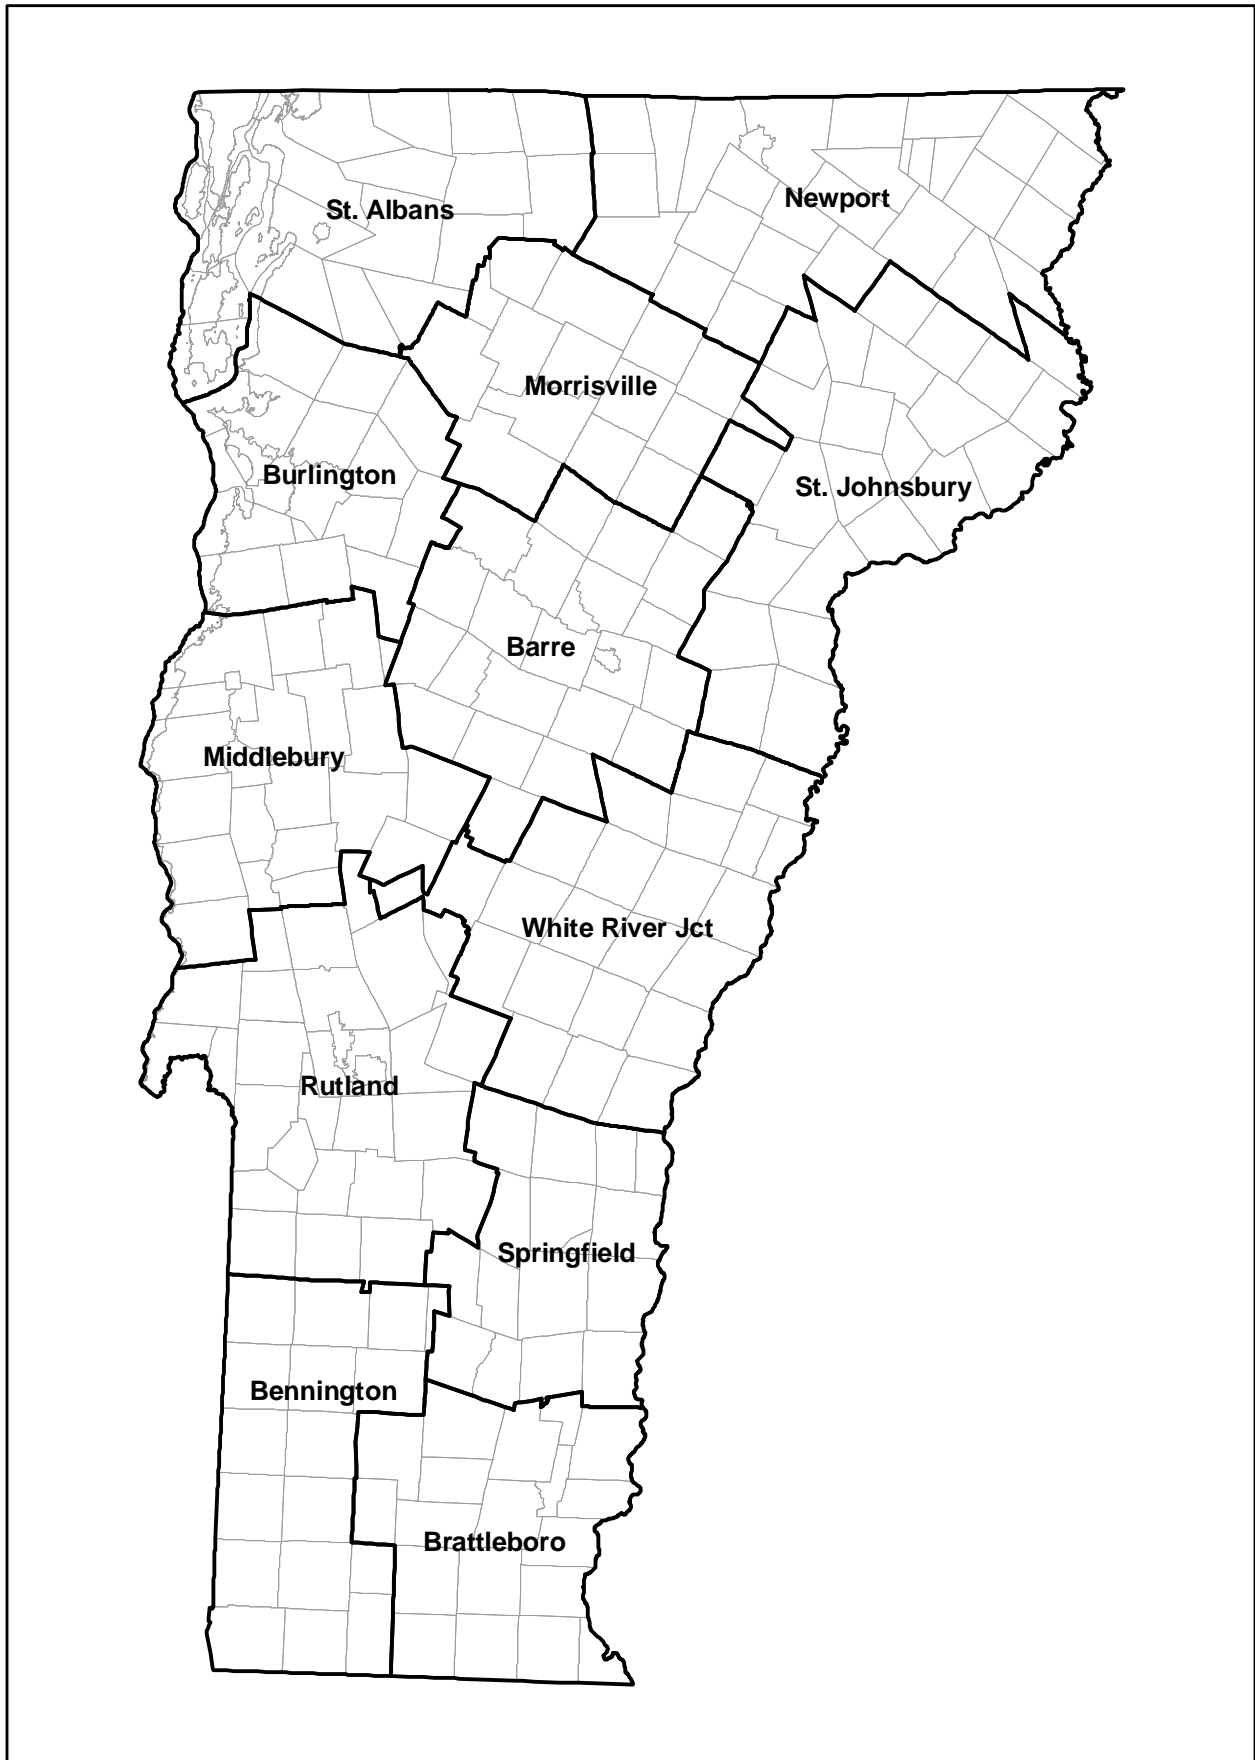 Newport
St. Albans
Morrisville
Burlington
St. Johnsbury
Barre
Middlebury
White River Jct
Rutland
Springfield
Bennington
Brattleboro